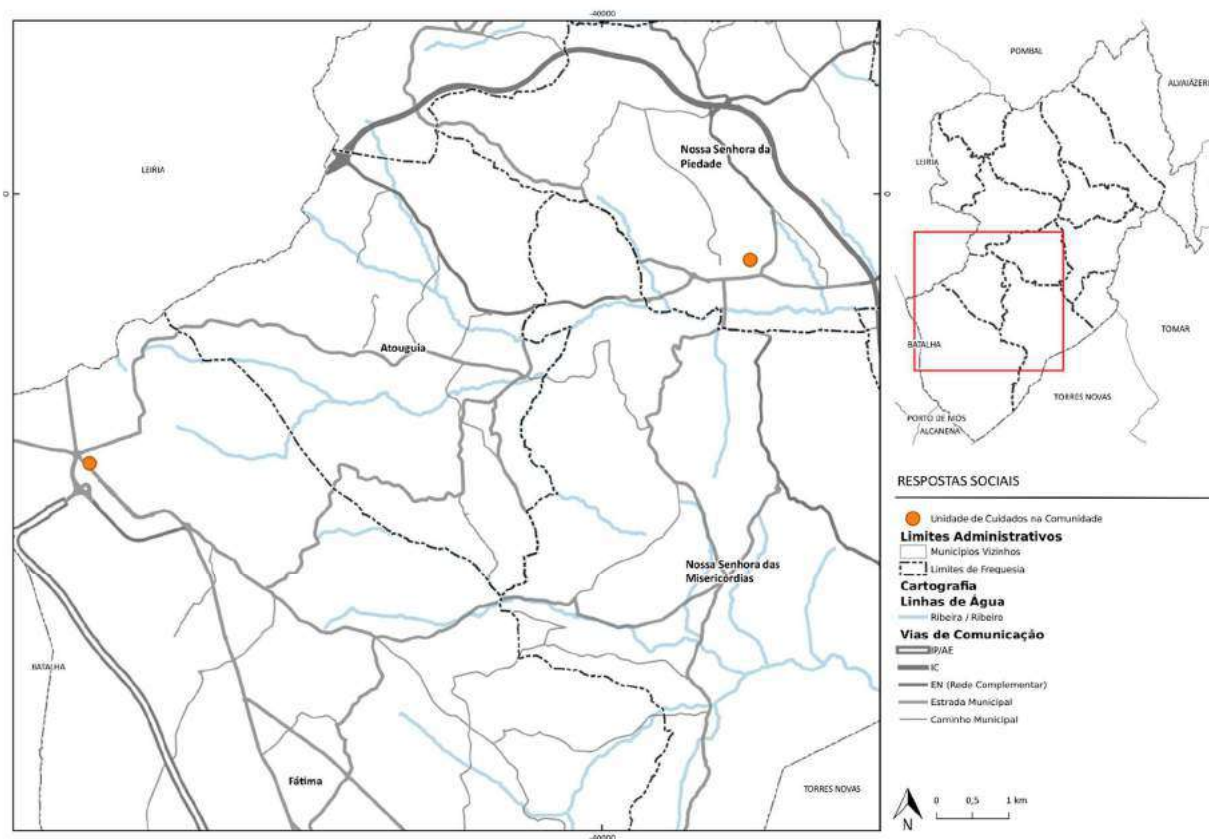 -40000
0
LEIRIA
Nossa Senhora da
Piedade
Atouguia
Nossa Senhora das
Misericórdias
BATALHA
Fátima
TORRES NOVAS
POMBAL
ALVAIÁZERE
LEIRIA
BATALHA
TOMAR
TORRES NOVAS
PORTO DE MÓS
ALCANENA
RESPOSTAS SOCIAIS
Unidade de Cuidados na Comunidade
Limites Administrativos
Municípios Vizinhos
Limites de Freguesia
Cartografia
Linhas de Água
Ribeira / Ribeiro
Vias de Comunicação
IP/AE
IC
EN (Rede Complementar)
Estrada Municipal
Caminho Municipal
N
0 0,5 1 km